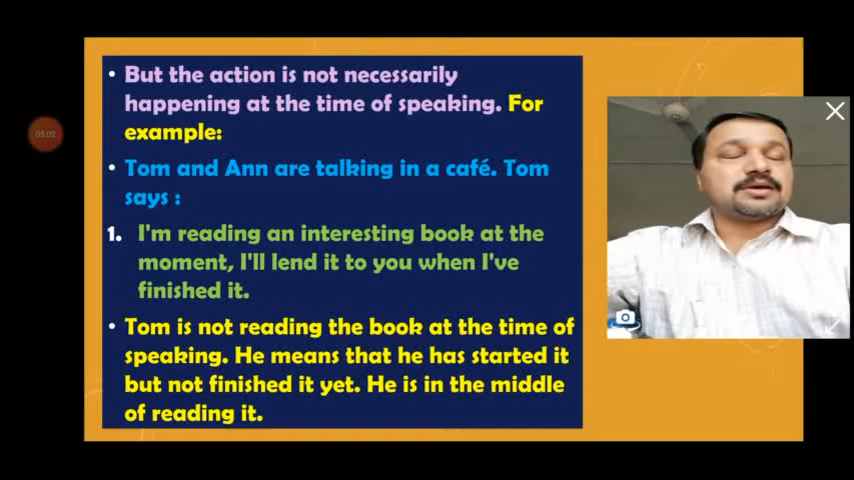 • But the action is not necessarily
happening at the time of speaking. For
example:
• Tom and Ann are talking in a café. Tom
says :
1. I'm reading an interesting book at the
moment, I'll lend it to you when I've
finished it.
• Tom is not reading the book at the time of
speaking. He means that he has started it
but not finished it yet. He is in the middle
of reading it.
05:02